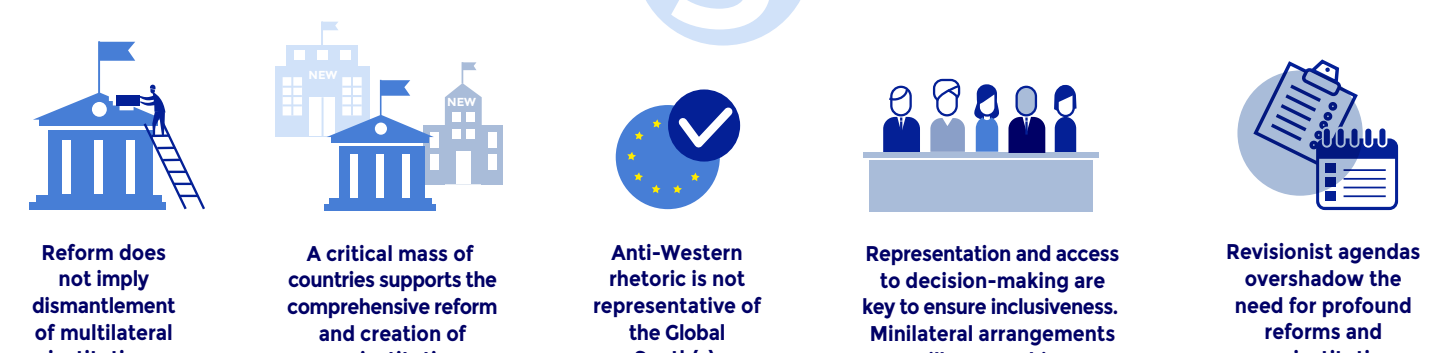 NEW
NEW
Reform does
not imply
dismantlement
of multilateral
A critical mass of
countries supports the
comprehensive reform
and creation of
Anti-Western
rhetoric is not
representative of
the Global
Representation and access
to decision-making are
key to ensure inclusiveness.
Minilateral arrangements
Revisionist agendas
overshadow the
need for profound
reforms and